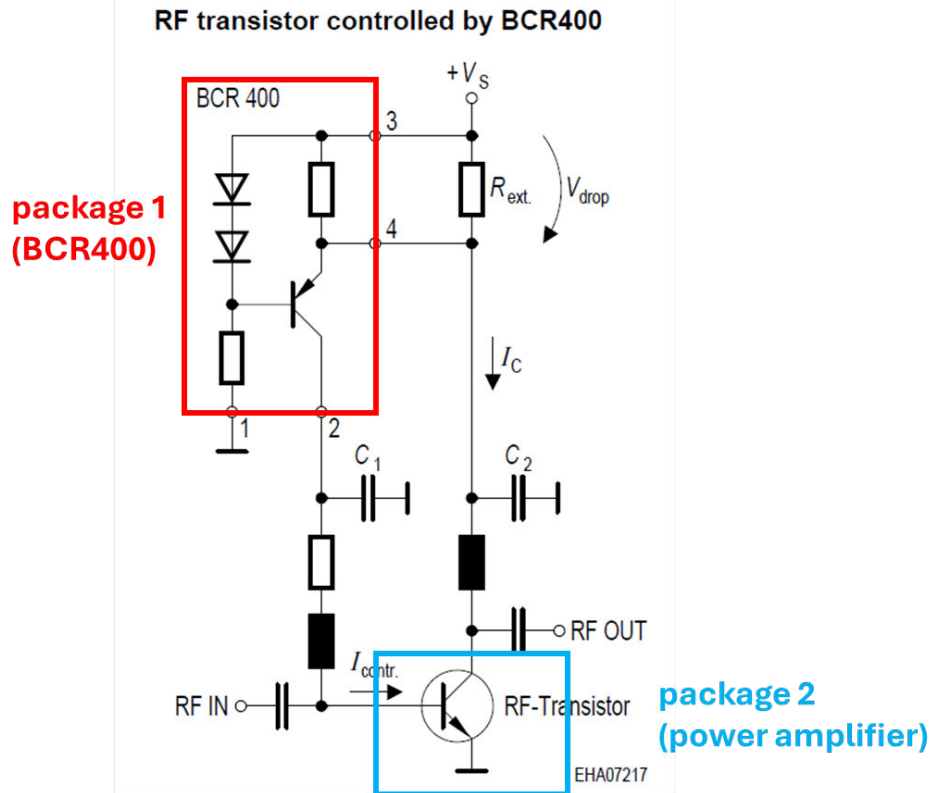 RF transistor controlled by BCR400
+VS
BCR 400
3
package 1
(BCR400)
Rext.
Vdrop
4
IC
1
2
C1
C2
RF OUT
Icontr.
RF IN
RF-Transistor
package 2
(power amplifier)
EHA07217